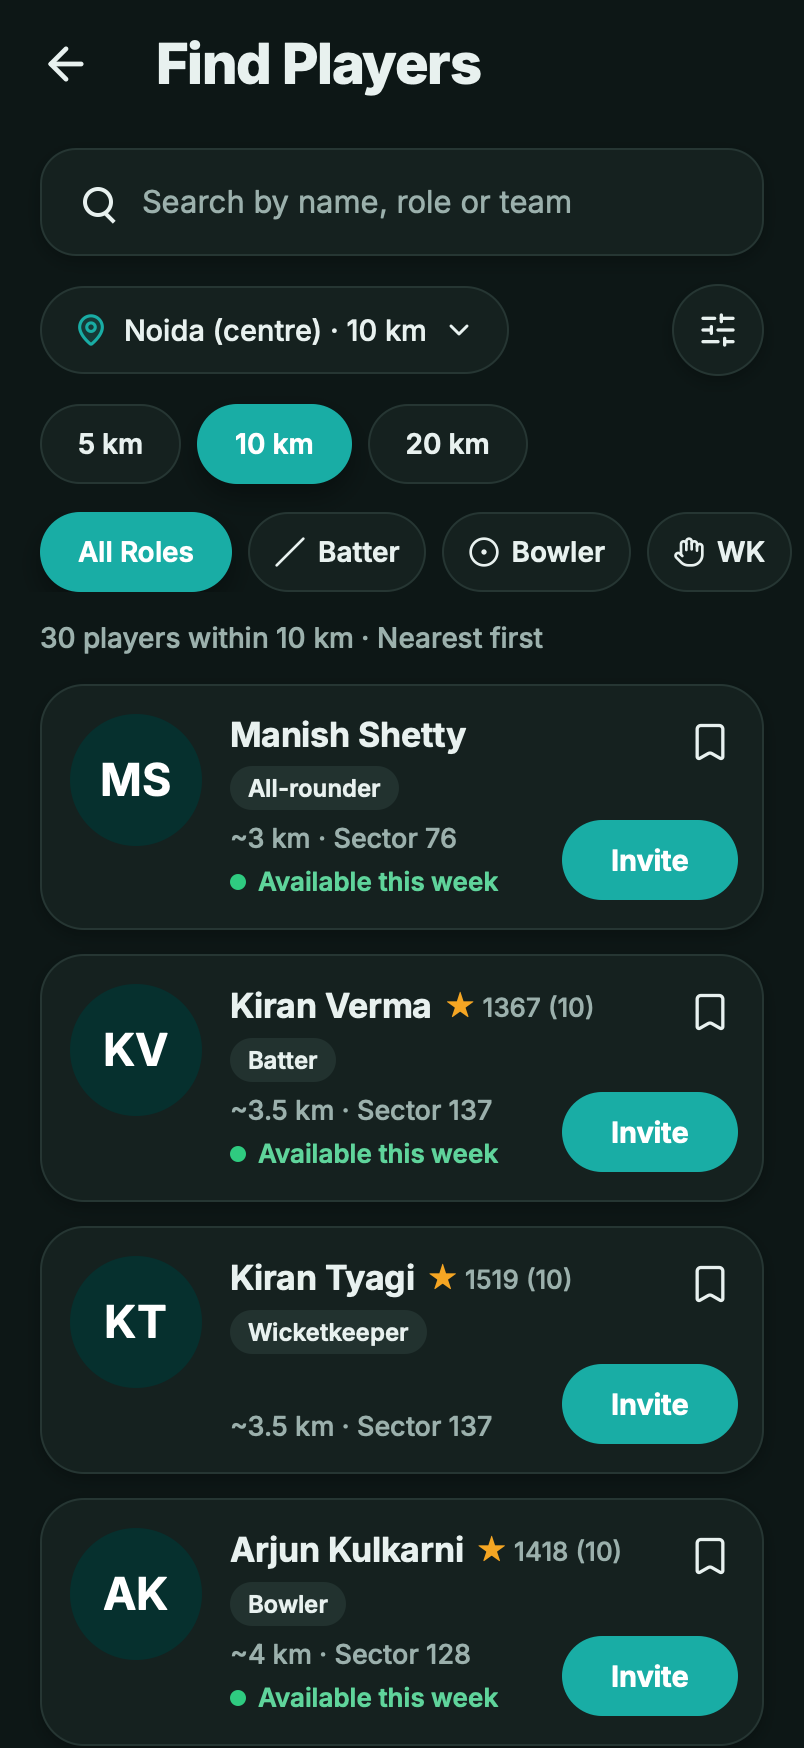 Find Players
Search by name, role or team
Noida (centre) · 10 km
5 km 10 km 20 km
All Roles Batter Bowler WK
30 players within 10 km · Nearest first
MS
Manish Shetty
All-rounder
~3 km · Sector 76
Available this week
Invite
KV
Kiran Verma ★ 1367 (10)
Batter
~3.5 km · Sector 137
Available this week
Invite
KT
Kiran Tyagi ★ 1519 (10)
Wicketkeeper
~3.5 km · Sector 137
Invite
AK
Arjun Kulkarni ★ 1418 (10)
Bowler
~4 km · Sector 128
Available this week
Invite